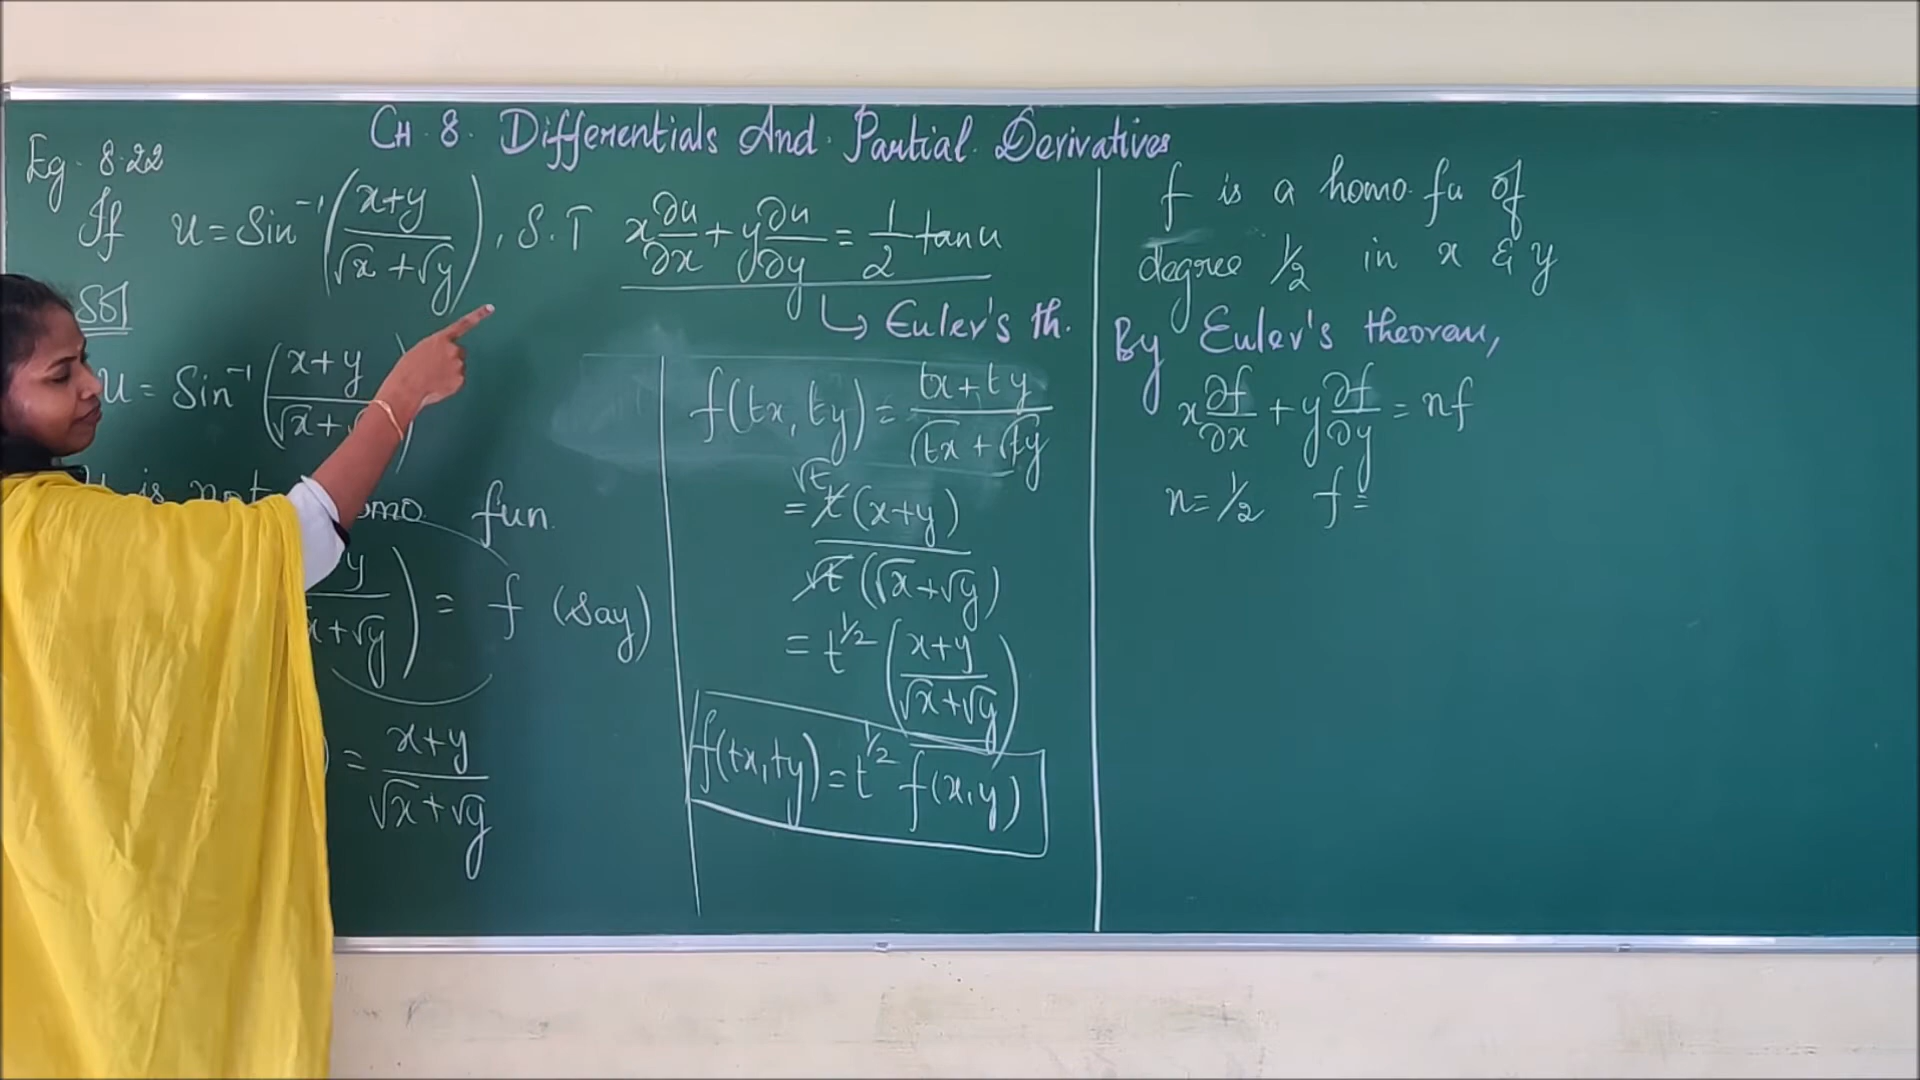 CH.8. Differentials And Partial Derivatives
Eg. 8.22
If u = Sin⁻¹((x+y)/(√x+√y)), S.T x ∂u/∂x + y ∂u/∂y = 1/2 tan u
↳ Euler's th.
Sol
u = Sin⁻¹((x+y)/(√x+
is not homo fun.
y/(x+√y)) = f (say)
) = (x+y)/(√x+√y)
f(tx, ty) = (tx+ty)/(√tx+√ty)
√t
= t(x+y)/(√t(√x+√y))
= t^1/2 ((x+y)/(√x+√y))
f(tx,ty) = t^1/2 f(x,y)
f is a homo. fu of
degree 1/2 in x & y
By Euler's theorem,
x ∂f/∂x + y ∂f/∂y = nf
n = 1/2 f =